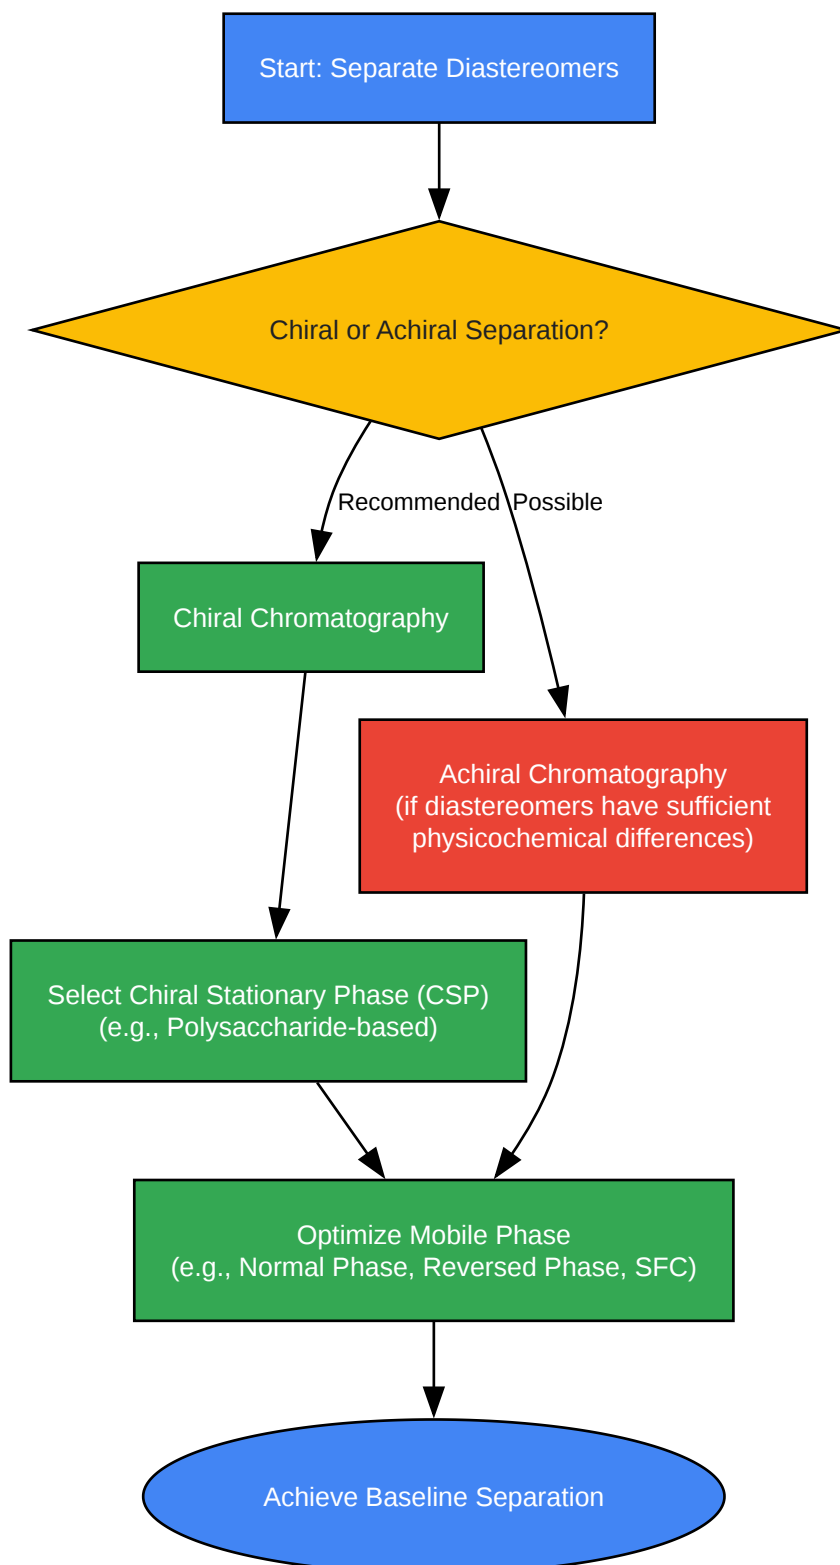 Start: Separate Diastereomers
Chiral or Achiral Separation?
Recommended
Possible
Chiral Chromatography
Achiral Chromatography
(if diastereomers have sufficient
physicochemical differences)
Select Chiral Stationary Phase (CSP)
(e.g., Polysaccharide-based)
Optimize Mobile Phase
(e.g., Normal Phase, Reversed Phase, SFC)
Achieve Baseline Separation